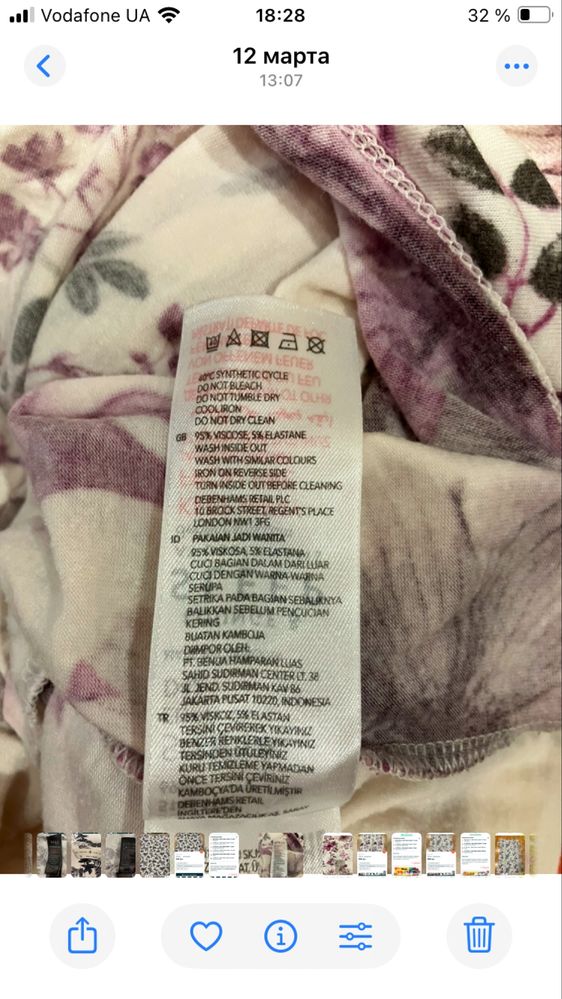 Vodafone UA
18:28
32 %
12 марта
13:07
40°C SYNTHETIC CYCLE
DO NOT BLEACH
DO NOT TUMBLE DRY
COOL IRON
DO NOT DRY CLEAN
GB 95% VISCOSE, 5% ELASTANE
WASH INSIDE OUT
WASH WITH SIMILAR COLOURS
IRON ON REVERSE SIDE
TURN INSIDE OUT BEFORE CLEANING
DEBENHAMS RETAIL PLC
10 BROCK STREET, REGENT'S PLACE
LONDON NW1 3FG
ID PAKAIAN JADI WANITA
95% VISKOSA, 5% ELASTANA
CUCI BAGIAN DALAM DARI LUAR
CUCI DENGAN WARNA-WARNA
SERUPA
SETRIKA PADA BAGIAN SEBALIKNYA
BALIKKAN SEBELUM PENCUCIAN
KERING
BUATAN KAMBOJA
DIIMPOR OLEH:
PT. BENUA HAMPARAN LUAS
SAHID SUDIRMAN CENTER LT. 38
JL. JEND. SUDIRMAN KAV 86
JAKARTA PUSAT 10220, INDONESIA
TR 95% VİSKOZ, 5% ELASTAN
TERSİNİ ÇEVİREREK YIKAYINIZ
BENZER RENKLERLE YIKAYINIZ
TERSİNDEN ÜTÜLEYİNİZ
KURU TEMİZLEME YAPMADAN
ÖNCE TERSİNİ ÇEVİRİNİZ
KAMBOÇYA'DA ÜRETİLMİŞTİR
DEBENHAMS RETAIL
İNGİLTERE'DEN